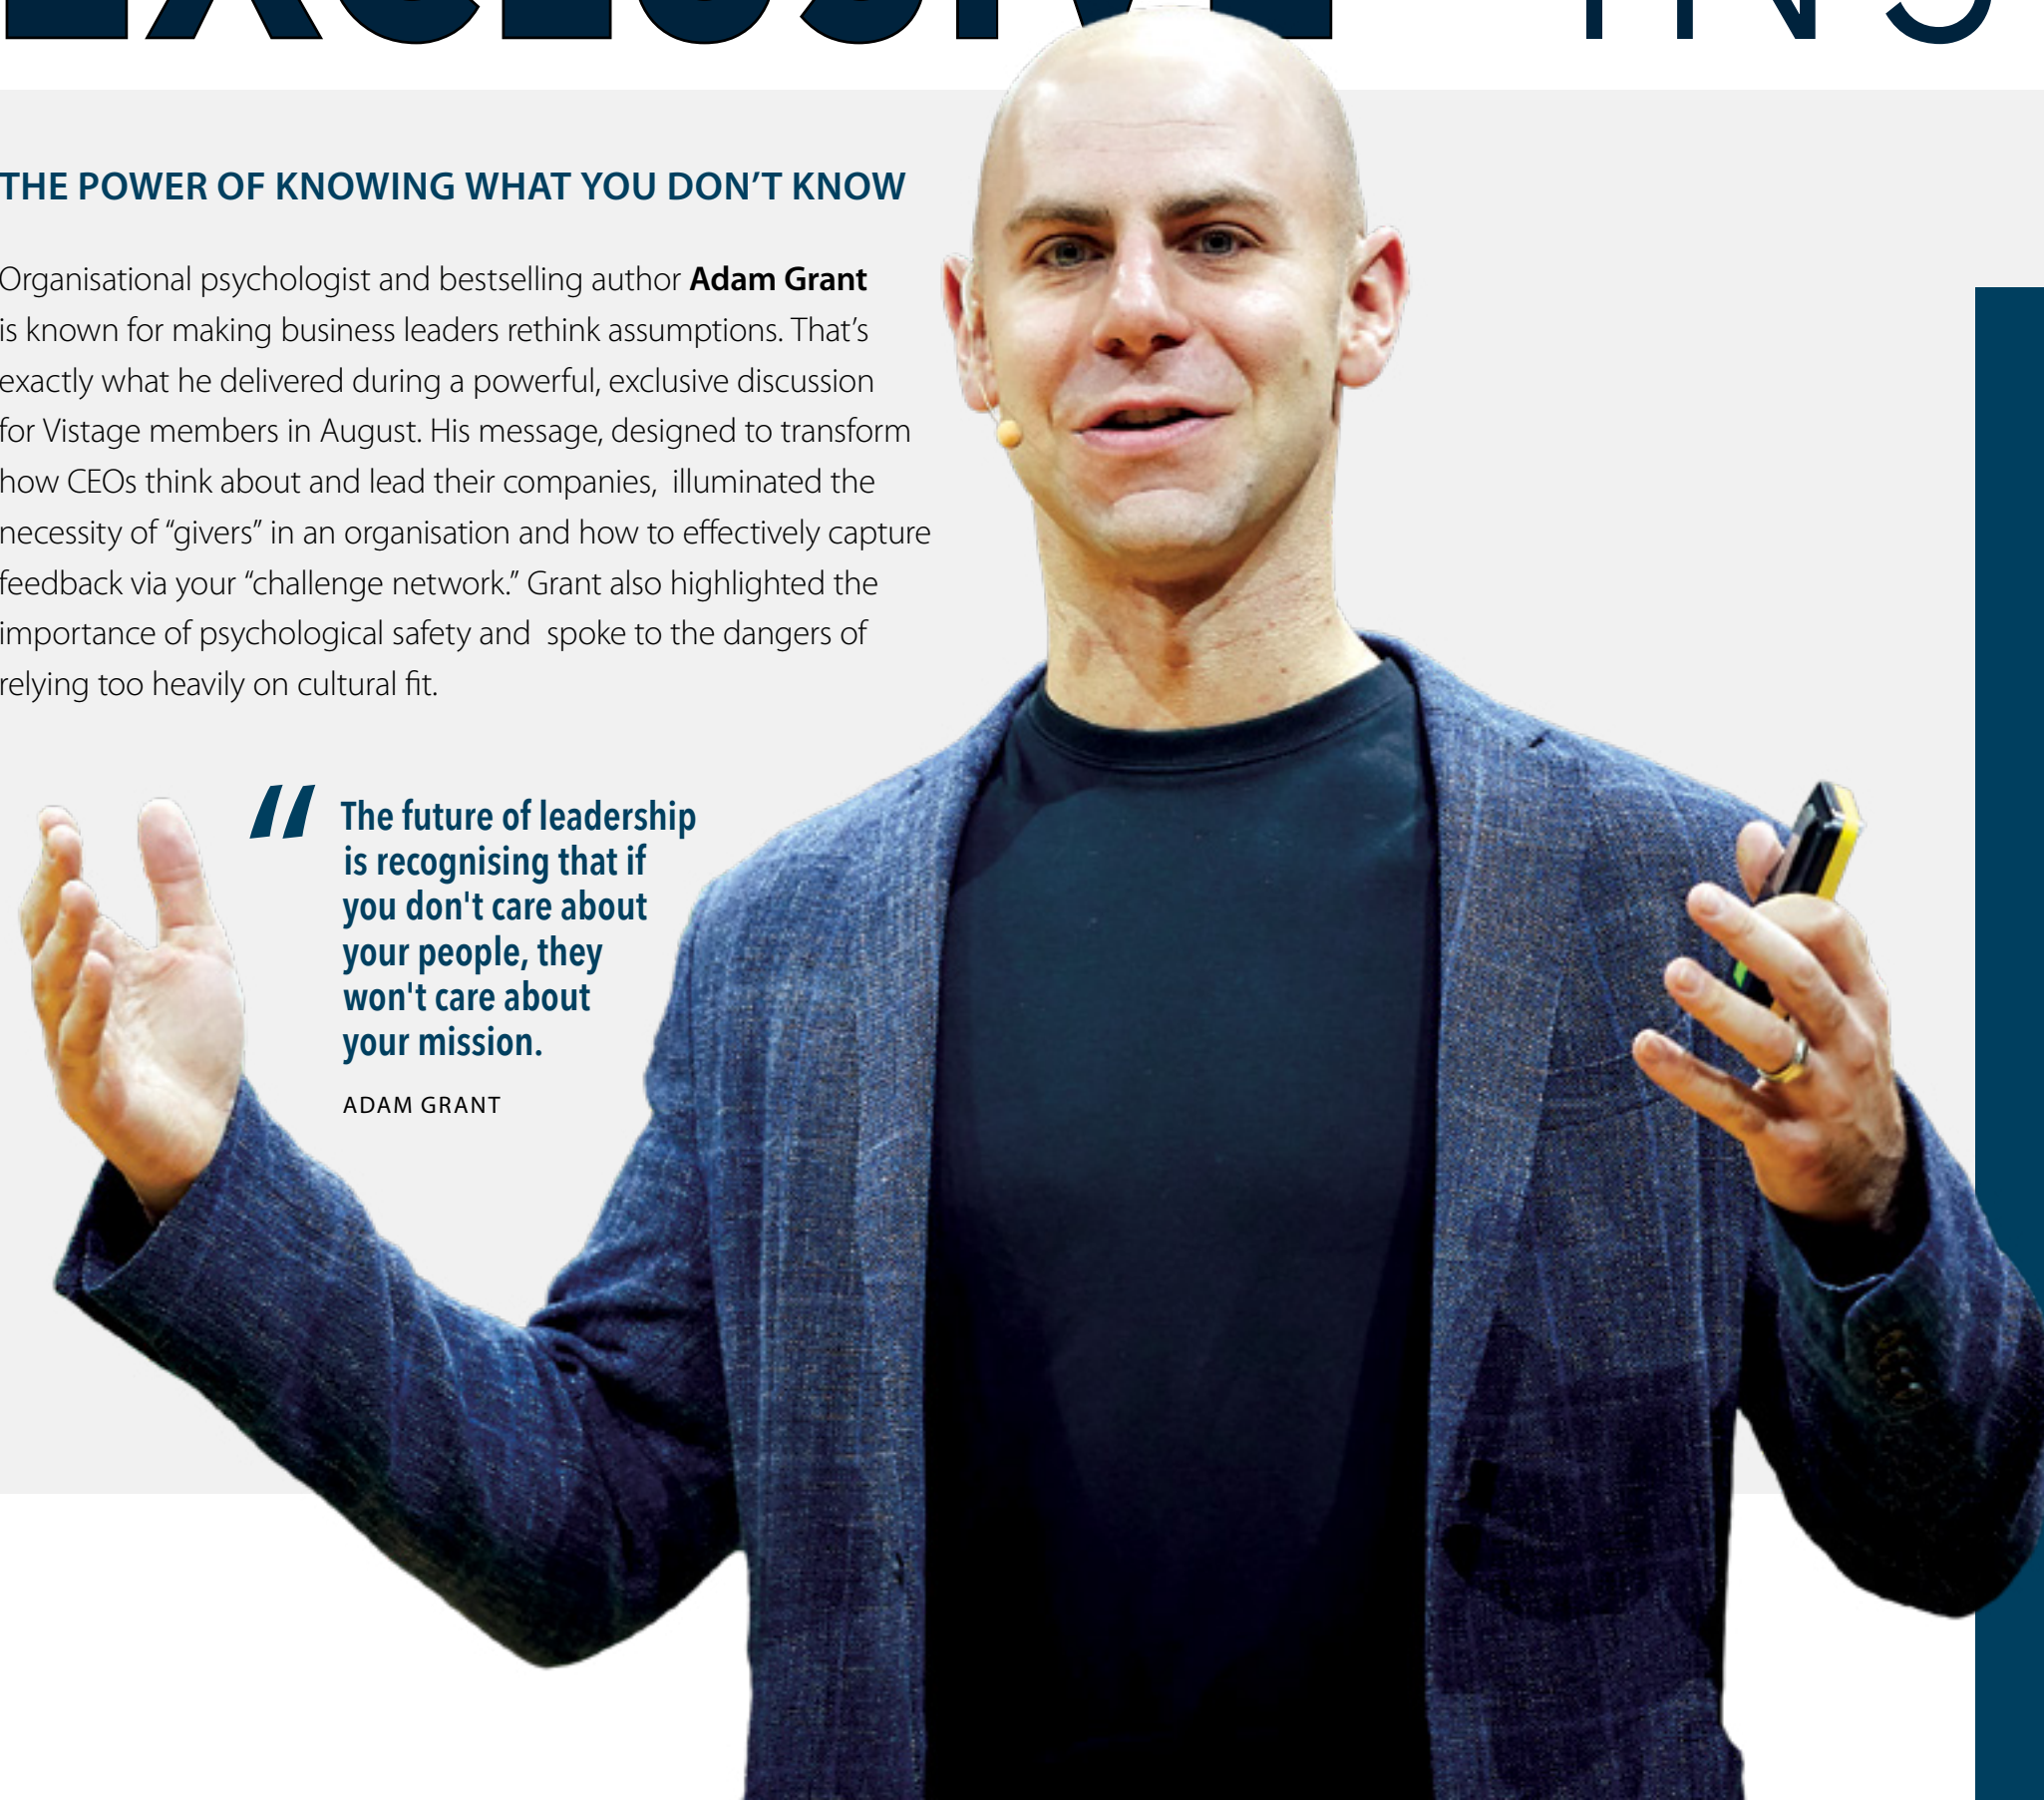 EXCLUSIVE INS
THE POWER OF KNOWING WHAT YOU DON’T KNOW
Organisational psychologist and bestselling author Adam Grant
is known for making business leaders rethink assumptions. That’s
exactly what he delivered during a powerful, exclusive discussion
for Vistage members in August. His message, designed to transform
how CEOs think about and lead their companies,  illuminated the
necessity of “givers” in an organisation and how to effectively capture
feedback via your “challenge network.” Grant also highlighted the
importance of psychological safety and  spoke to the dangers of
relying too heavily on cultural fit.
“ The future of leadership
is recognising that if
you don't care about
your people, they
won't care about
your mission.
ADAM GRANT